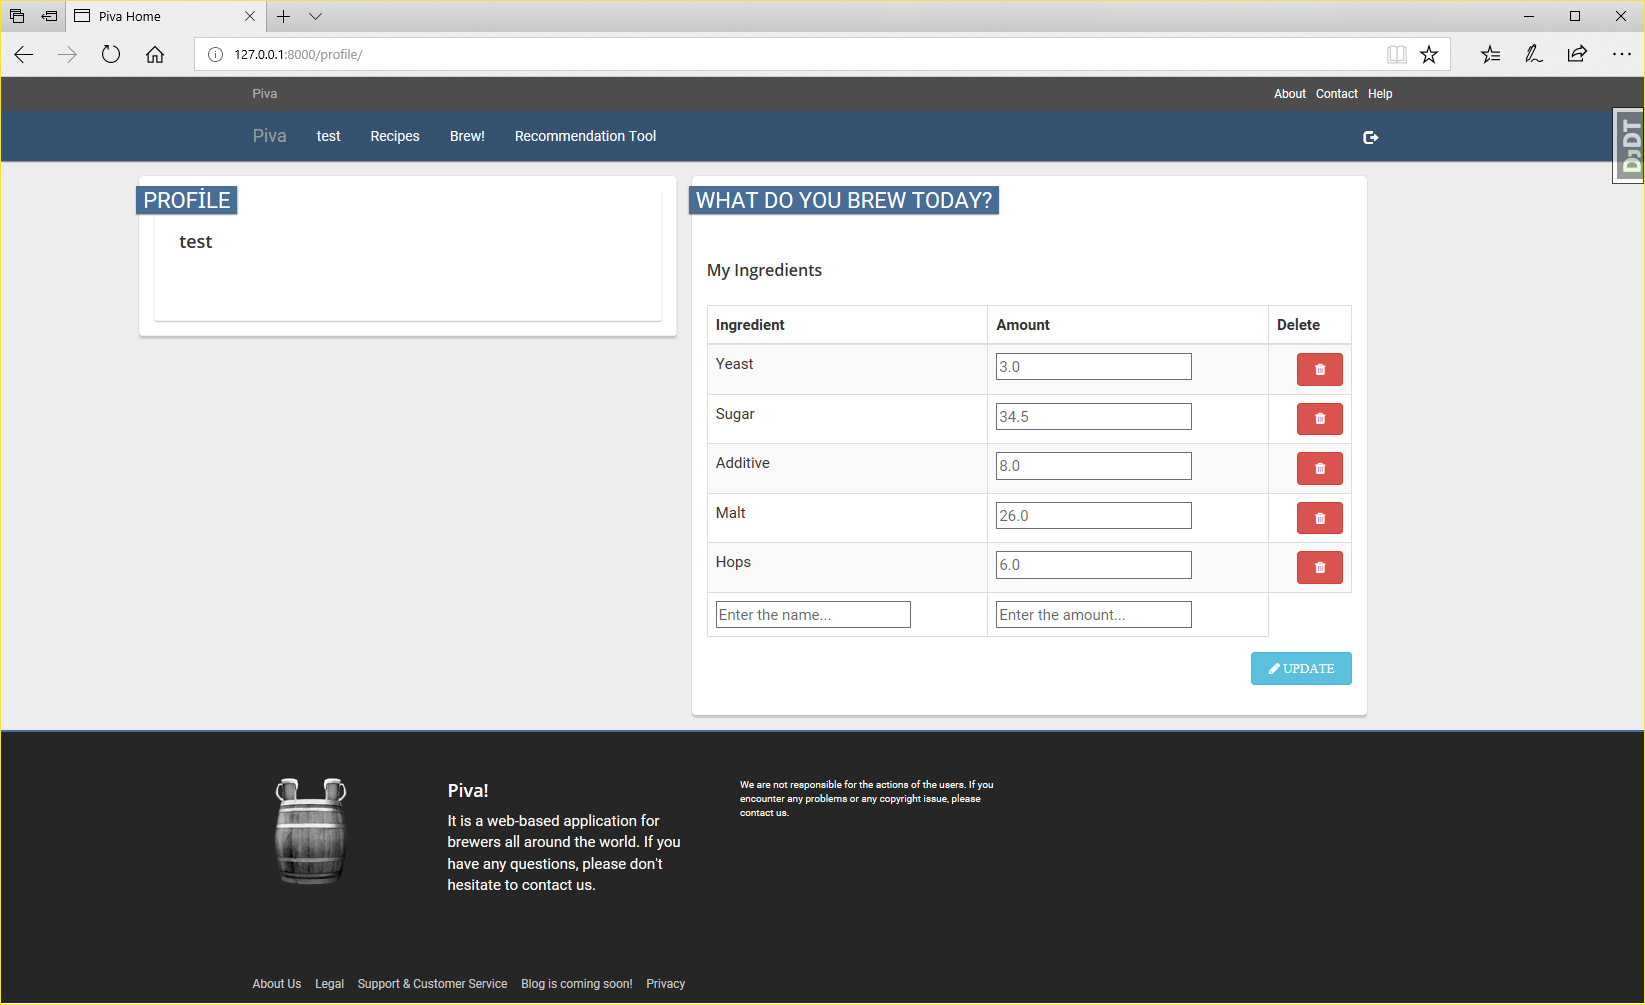 Piva Home
127.0.0.1:8000/profile/
Piva
About Contact Help
Piva test Recipes Brew! Recommendation Tool
DJDT
PROFİLE
test
WHAT DO YOU BREW TODAY?
My Ingredients
Ingredient Amount Delete
Yeast 3.0
Sugar 34.5
Additive 8.0
Malt 26.0
Hops 6.0
Enter the name... Enter the amount...
UPDATE
Piva!
It is a web-based application for
brewers all around the world. If you
have any questions, please don't
hesitate to contact us.
We are not responsible for the actions of the users. If you
encounter any problems or any copyright issue, please
contact us.
About Us Legal Support & Customer Service Blog is coming soon! Privacy